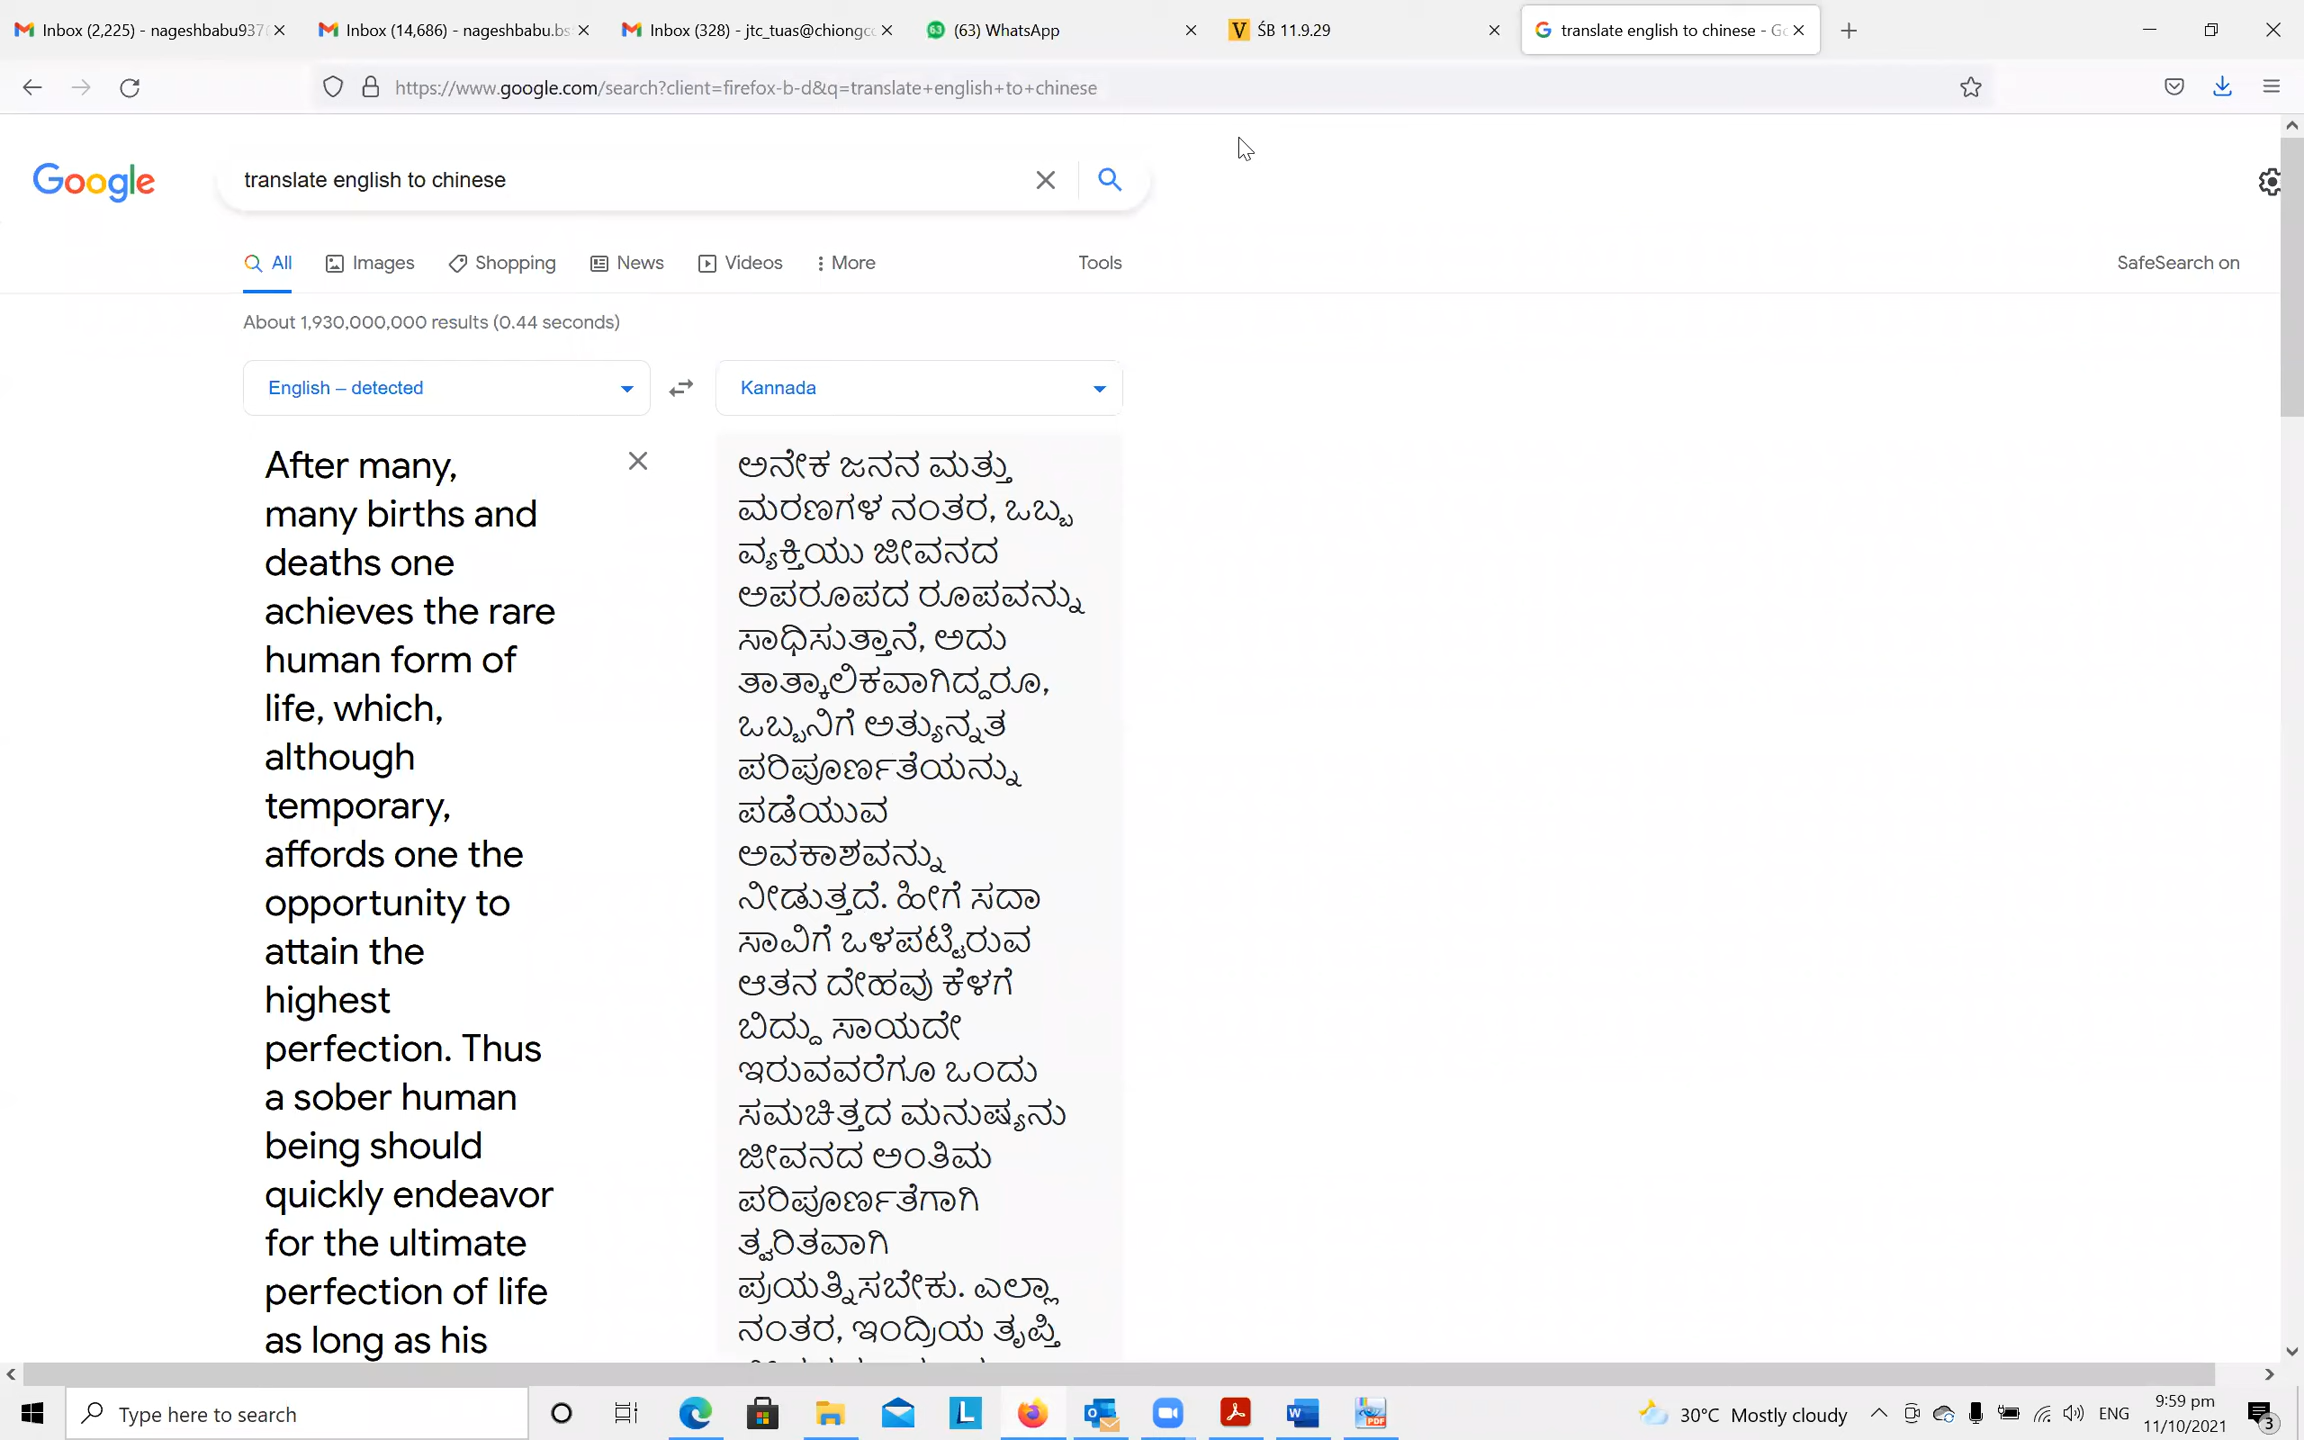 Inbox (2,225) - nageshbabu937
Inbox (14,686) - nageshbabu.bs
Inbox (328) - jtc_tuas@chiongcc
(63) WhatsApp
ŚB 11.9.29
translate english to chinese - Go
https://www.google.com/search?client=firefox-b-d&q=translate+english+to+chinese
Google
translate english to chinese
All
Images
Shopping
News
Videos
More
Tools
SafeSearch on
About 1,930,000,000 results (0.44 seconds)
English – detected
Kannada
After many,
many births and
deaths one
achieves the rare
human form of
life, which,
although
temporary,
affords one the
opportunity to
attain the
highest
perfection. Thus
a sober human
being should
quickly endeavor
for the ultimate
perfection of life
as long as his
ಅನೇಕ ಜನನ ಮತ್ತು
ಮರಣಗಳ ನಂತರ, ಒಬ್ಬ
ವ್ಯಕ್ತಿಯು ಜೀವನದ
ಅಪರೂಪದ ರೂಪವನ್ನು
ಸಾಧಿಸುತ್ತಾನೆ, ಅದು
ತಾತ್ಕಾಲಿಕವಾಗಿದ್ದರೂ,
ಒಬ್ಬನಿಗೆ ಅತ್ಯುನ್ನತ
ಪರಿಪೂರ್ಣತೆಯನ್ನು
ಪಡೆಯುವ
ಅವಕಾಶವನ್ನು
ನೀಡುತ್ತದೆ. ಹೀಗೆ ಸದಾ
ಸಾವಿಗೆ ಒಳಪಟ್ಟಿರುವ
ಆತನ ದೇಹವು ಕೆಳಗೆ
ಬಿದ್ದು ಸಾಯದೇ
ಇರುವವರೆಗೂ ಒಂದು
ಸಮಚಿತ್ತದ ಮನುಷ್ಯನು
ಜೀವನದ ಅಂತಿಮ
ಪರಿಪೂರ್ಣತೆಗಾಗಿ
ತ್ವರಿತವಾಗಿ
ಪ್ರಯತ್ನಿಸಬೇಕು. ಎಲ್ಲಾ
ನಂತರ, ಇಂದ್ರಿಯ ತೃಪ್ತಿ
Type here to search
30°C Mostly cloudy
ENG
9:59 pm
11/10/2021
3